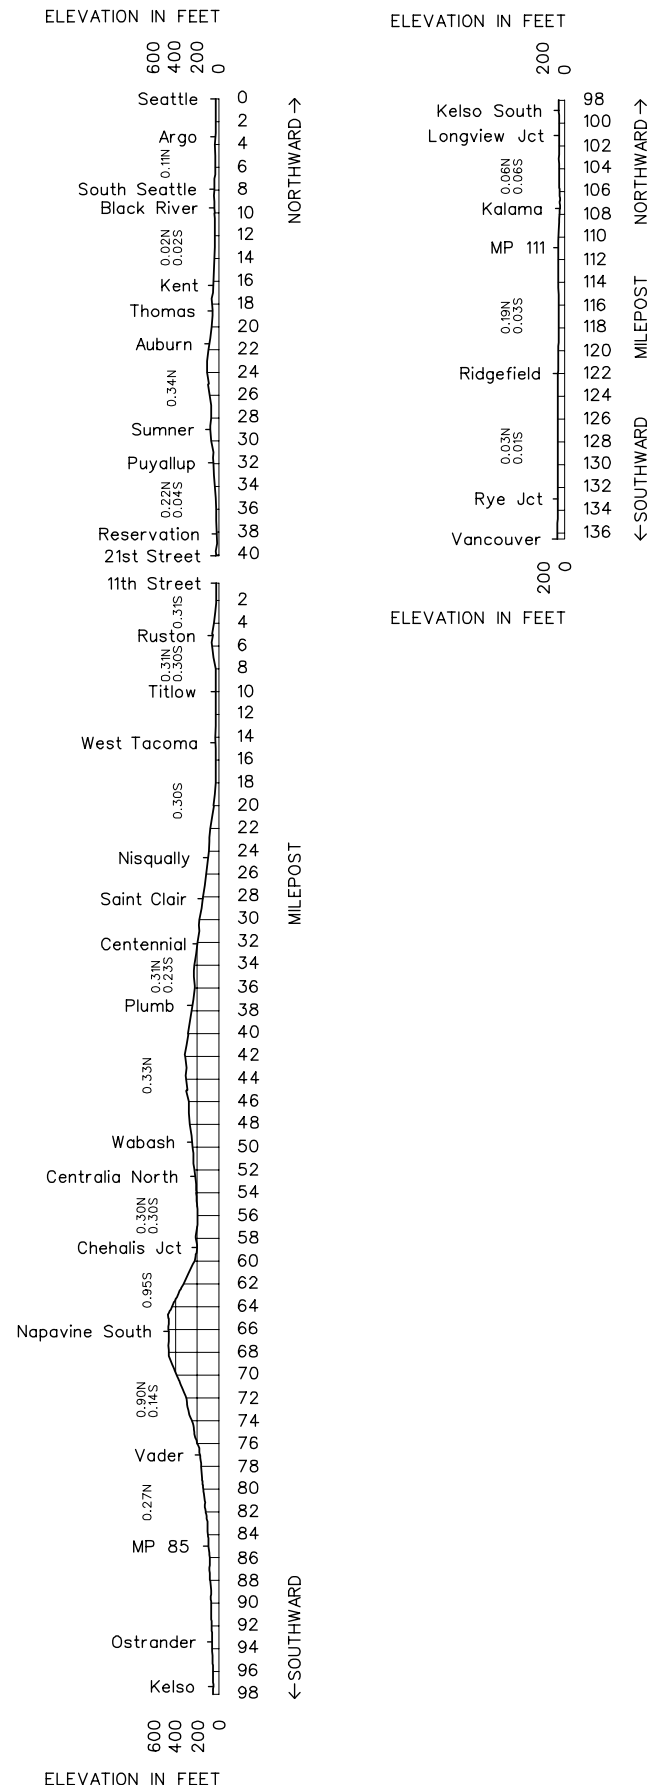 ELEVATION IN FEET
600 400 200 0
Seattle
Argo
South Seattle
Black River
Kent
Thomas
Auburn
Sumner
Puyallup
Reservation
21st Street
0.11N
0.02N
0.02S
0.34N
0.22N
0.04S
0
2
4
6
8
10
12
14
16
18
20
22
24
26
28
30
32
34
36
38
40
NORTHWARD →
11th Street
Ruston
Titlow
West Tacoma
Nisqually
Saint Clair
Centennial
Plumb
Wabash
Centralia North
Chehalis Jct
Napavine South
Vader
MP 85
Ostrander
Kelso
0.31S
0.31N
0.30S
0.30S
0.31N
0.23S
0.33N
0.30N
0.30S
0.95S
0.90N
0.14S
0.27N
2
4
6
8
10
12
14
16
18
20
22
24
26
28
30
32
34
36
38
40
42
44
46
48
50
52
54
56
58
60
62
64
66
68
70
72
74
76
78
80
82
84
86
88
90
92
94
96
98
MILEPOST
← SOUTHWARD
600 400 200 0
ELEVATION IN FEET
ELEVATION IN FEET
200 0
Kelso South
Longview Jct
Kalama
MP 111
Ridgefield
Rye Jct
Vancouver
0.06N
0.06S
0.19N
0.03S
0.03N
0.01S
98
100
102
104
106
108
110
112
114
116
118
120
122
124
126
128
130
132
134
136
NORTHWARD →
MILEPOST
← SOUTHWARD
200 0
ELEVATION IN FEET